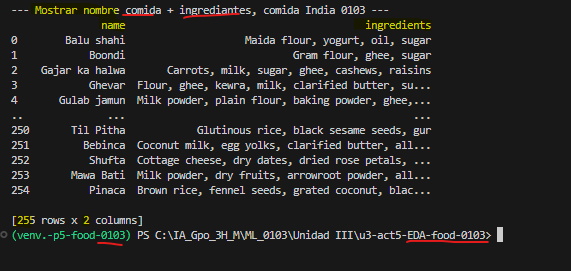 --- Mostrar nombre comida + ingrediantes, comida India 0103 ---
name ingredients
0 Balu shahi Maida flour, yogurt, oil, sugar
1 Boondi Gram flour, ghee, sugar
2 Gajar ka halwa Carrots, milk, sugar, ghee, cashews, raisins
3 Ghevar Flour, ghee, kewra, milk, clarified butter, su...
4 Gulab jamun Milk powder, plain flour, baking powder, ghee,...
.. ... ...
250 Til Pitha Glutinous rice, black sesame seeds, gur
251 Bebinca Coconut milk, egg yolks, clarified butter, all...
252 Shufta Cottage cheese, dry dates, dried rose petals, ...
253 Mawa Bati Milk powder, dry fruits, arrowroot powder, all...
254 Pinaca Brown rice, fennel seeds, grated coconut, blac...
[255 rows x 2 columns]
(venv.-p5-food-0103) PS C:\IA_Gpo_3H_M\ML_0103\Unidad III\u3-act5-EDA-food-0103>